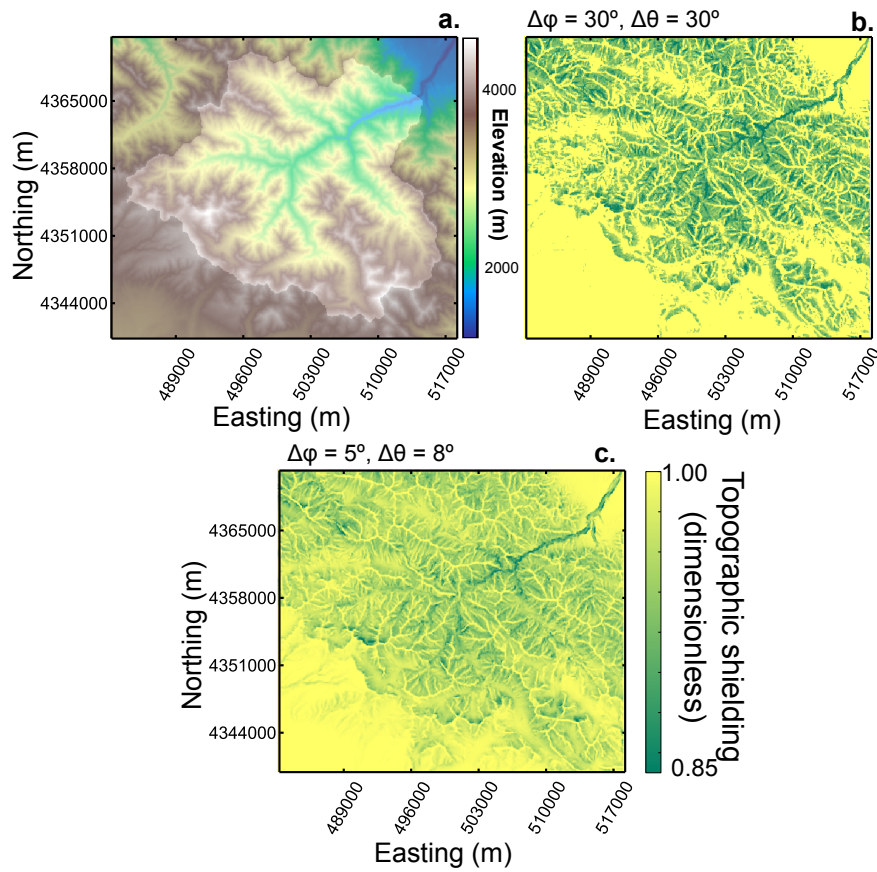 a.
4365000
4358000
4351000
4344000
Northing (m)
489000
496000
503000
510000
517000
Easting (m)
4000
2000
Elevation (m)
Δφ = 30º, Δθ = 30º
b.
489000
496000
503000
510000
517000
Easting (m)
Δφ = 5º, Δθ = 8º
c.
4365000
4358000
4351000
4344000
Northing (m)
489000
496000
503000
510000
517000
Easting (m)
1.00
0.85
Topographic shielding
(dimensionless)